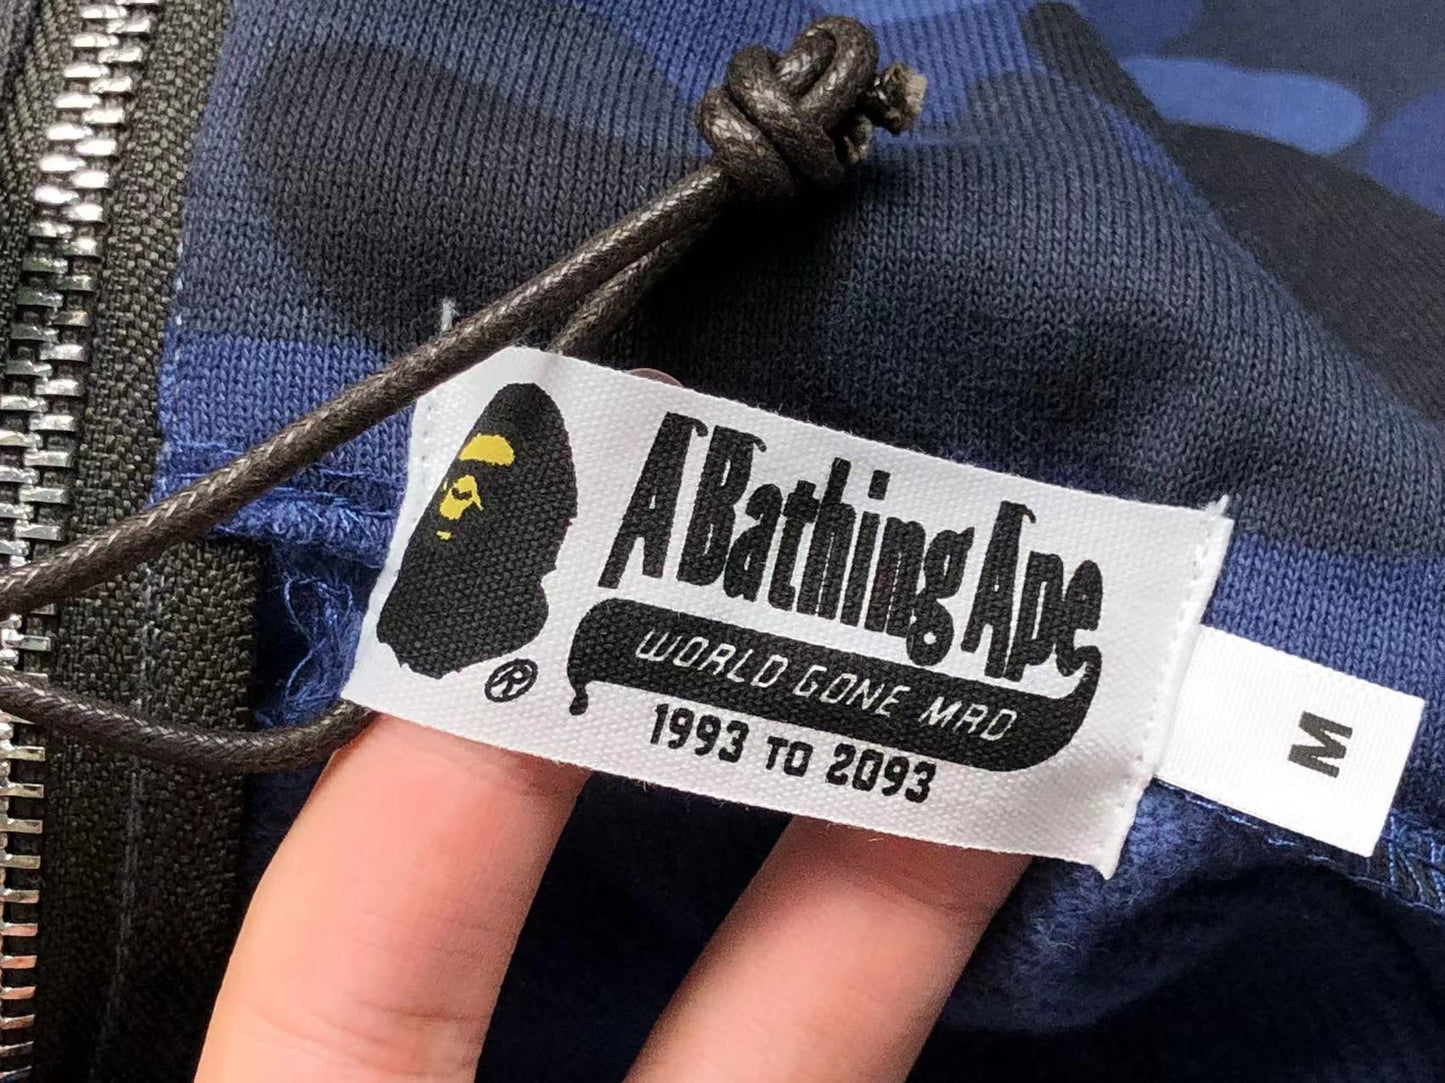 A Bathing Ape
WORLD GONE MAD
1993 TO 2093
®
M